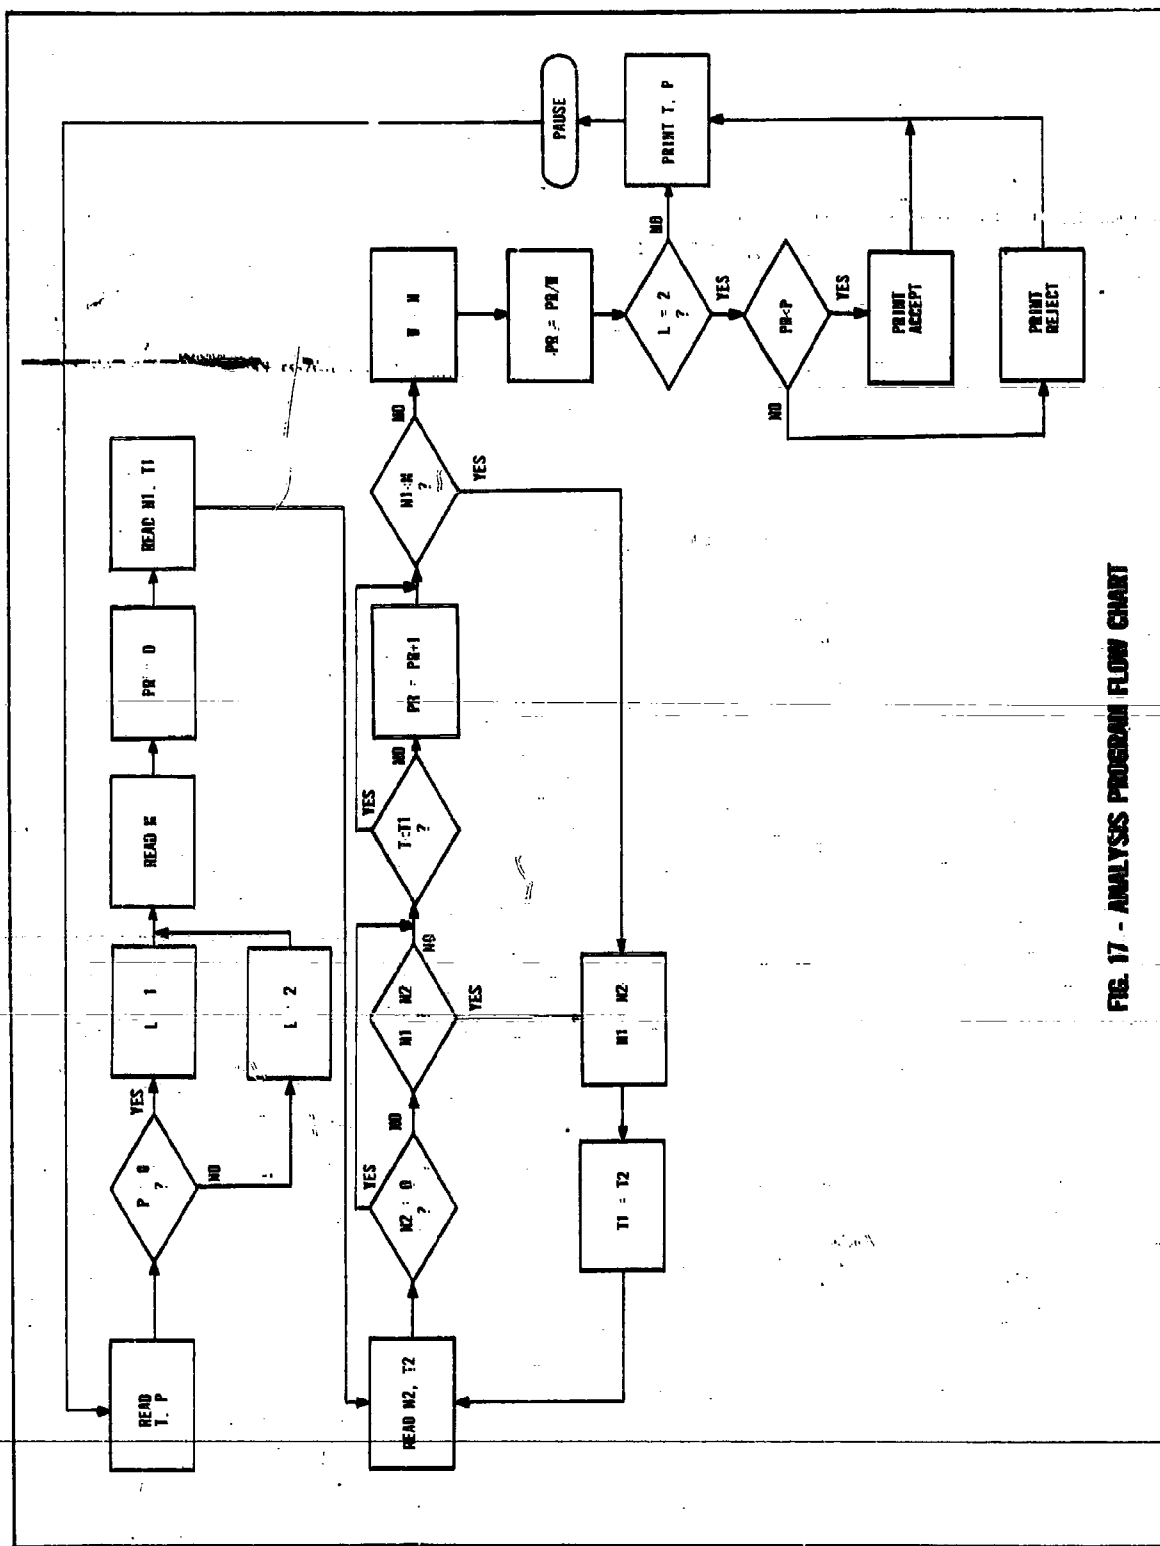 READ
T, P
P 0
?
YES
NO
L 1
L 2
READ
PR 0
READ N1, T1
READ N2, T2
N2 = 0
?
YES
NO
N1 N2
NO
YES
T=T1
?
YES
NO
PR = PR+1
?
NO
YES
N1 N2
T1 = T2
PR =
L = 2
?
NO
YES
PR<P
YES
NO
PRINT
ACCEPT
PRINT
REJECT
PRINT T, P
PAUSE
FIG. 17 - ANALYSIS PROGRAM FLOW CHART